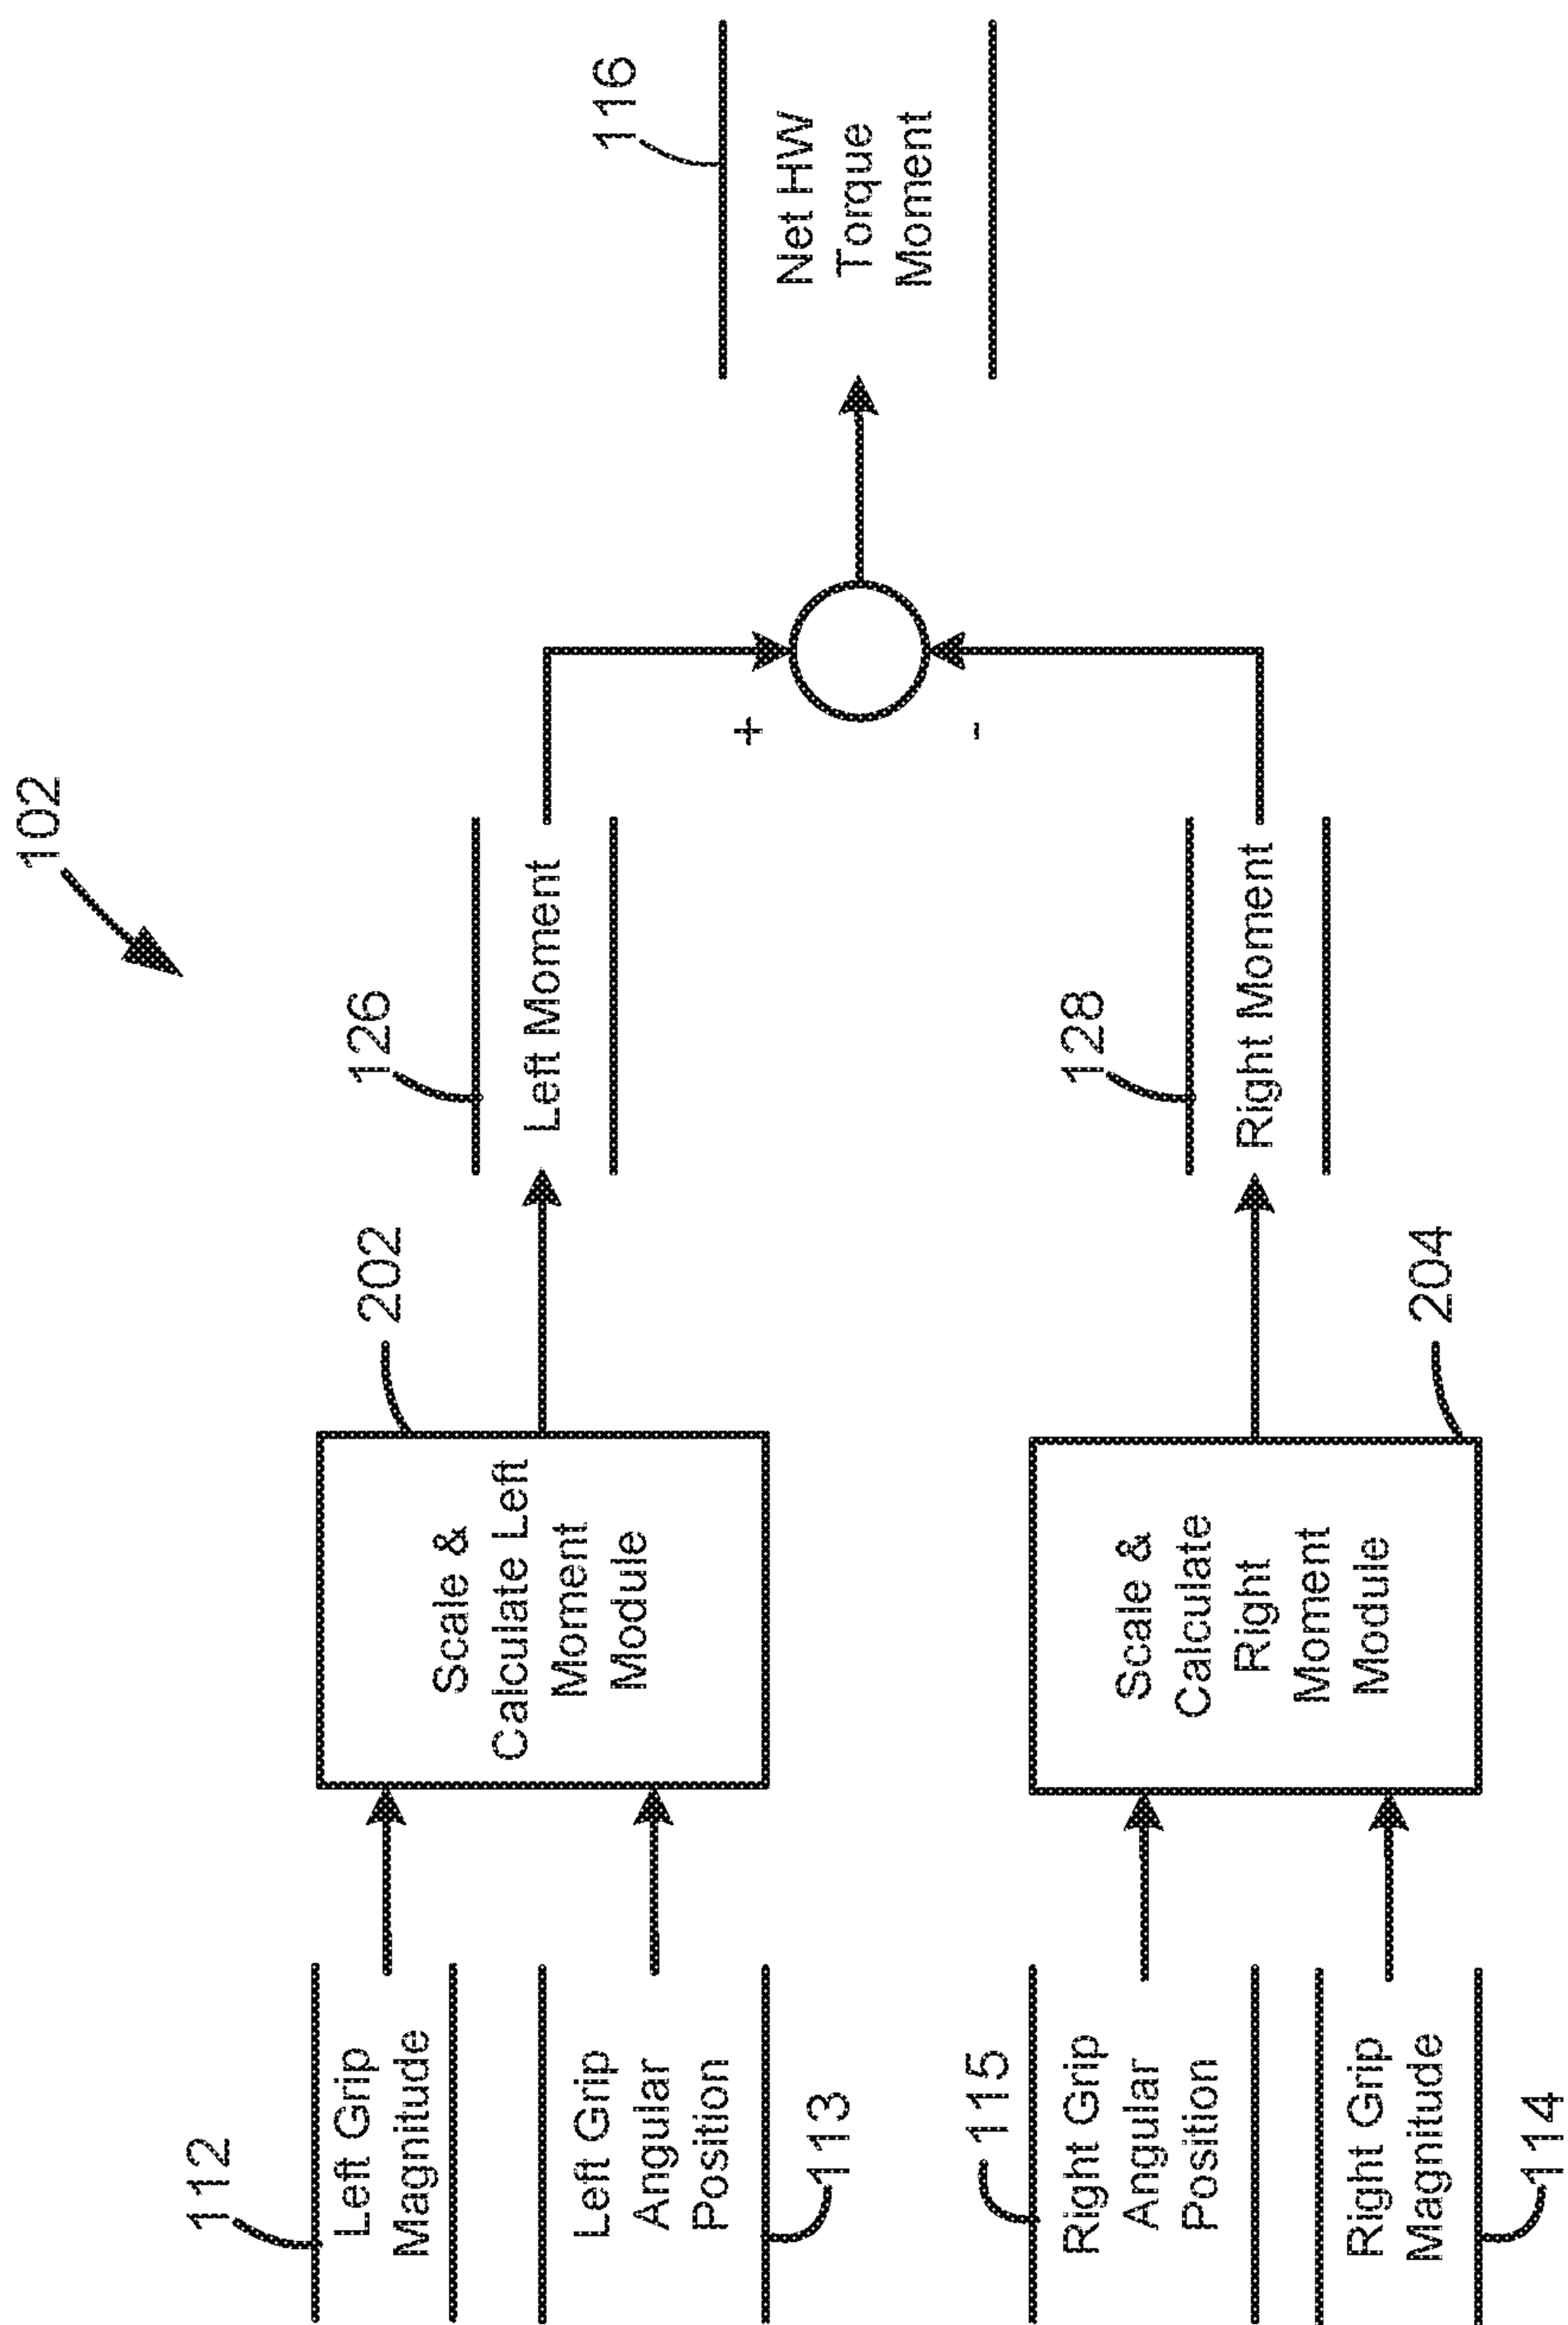 102
112
Left Grip
Magnitude
Left Grip
Angular
Position
113
Scale &
Calculate Left
Moment
Module
202
126
Left Moment
+
-
116
Net HW
Torque
Moment
115
Right Grip
Angular
Position
Right Grip
Magnitude
114
Scale &
Calculate
Right
Moment
Module
204
128
Right Moment